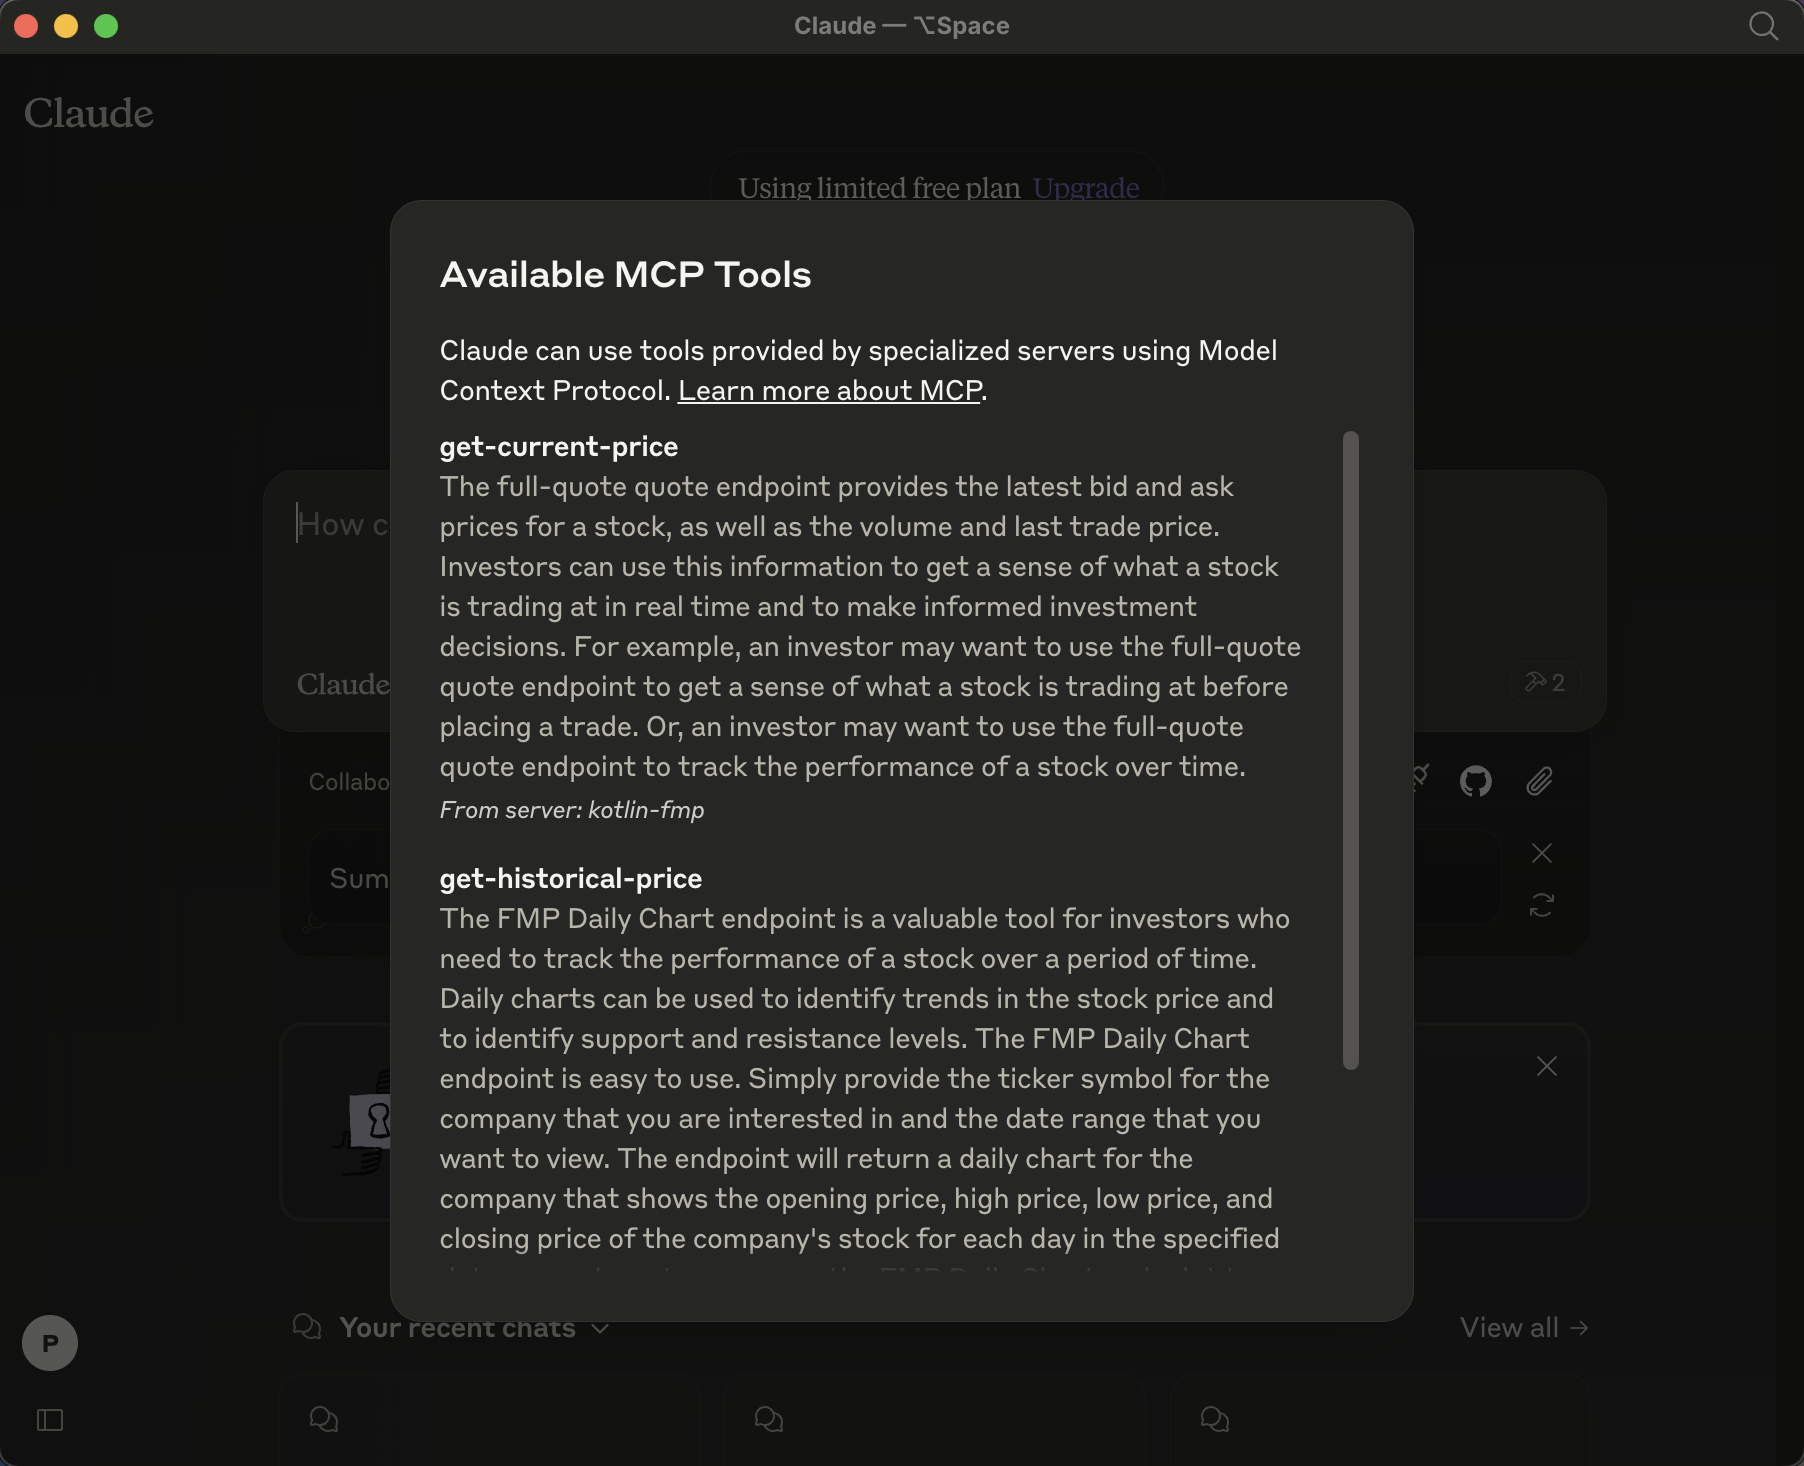 Claude — ⌥Space
Claude
Using limited free plan Upgrade
Available MCP Tools
Claude can use tools provided by specialized servers using Model
Context Protocol. Learn more about MCP.
get-current-price
The full-quote quote endpoint provides the latest bid and ask
prices for a stock, as well as the volume and last trade price.
Investors can use this information to get a sense of what a stock
is trading at in real time and to make informed investment
decisions. For example, an investor may want to use the full-quote
quote endpoint to get a sense of what a stock is trading at before
placing a trade. Or, an investor may want to use the full-quote
quote endpoint to track the performance of a stock over time.
From server: kotlin-fmp
get-historical-price
The FMP Daily Chart endpoint is a valuable tool for investors who
need to track the performance of a stock over a period of time.
Daily charts can be used to identify trends in the stock price and
to identify support and resistance levels. The FMP Daily Chart
endpoint is easy to use. Simply provide the ticker symbol for the
company that you are interested in and the date range that you
want to view. The endpoint will return a daily chart for the
company that shows the opening price, high price, low price, and
closing price of the company's stock for each day in the specified
How c
Claude
2
Collabo
Sum
Your recent chats
View all →
P